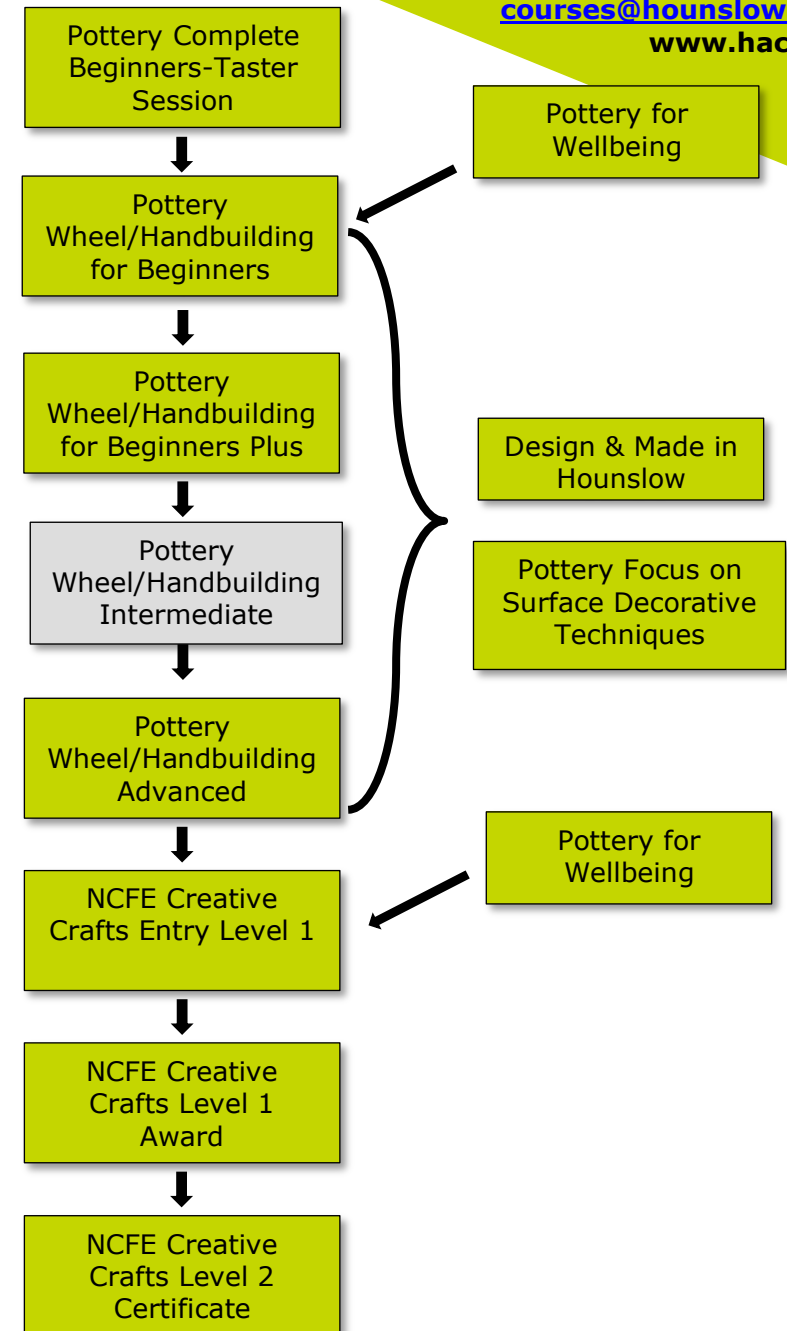 courses@hounslow
www.hac
Pottery Complete
Beginners-Taster
Session
Pottery for
Wellbeing
Pottery
Wheel/Handbuilding
for Beginners
Pottery
Wheel/Handbuilding
for Beginners Plus
Design & Made in
Hounslow
Pottery
Wheel/Handbuilding
Intermediate
Pottery Focus on
Surface Decorative
Techniques
Pottery
Wheel/Handbuilding
Advanced
Pottery for
Wellbeing
NCFE Creative
Crafts Entry Level 1
NCFE Creative
Crafts Level 1
Award
NCFE Creative
Crafts Level 2
Certificate